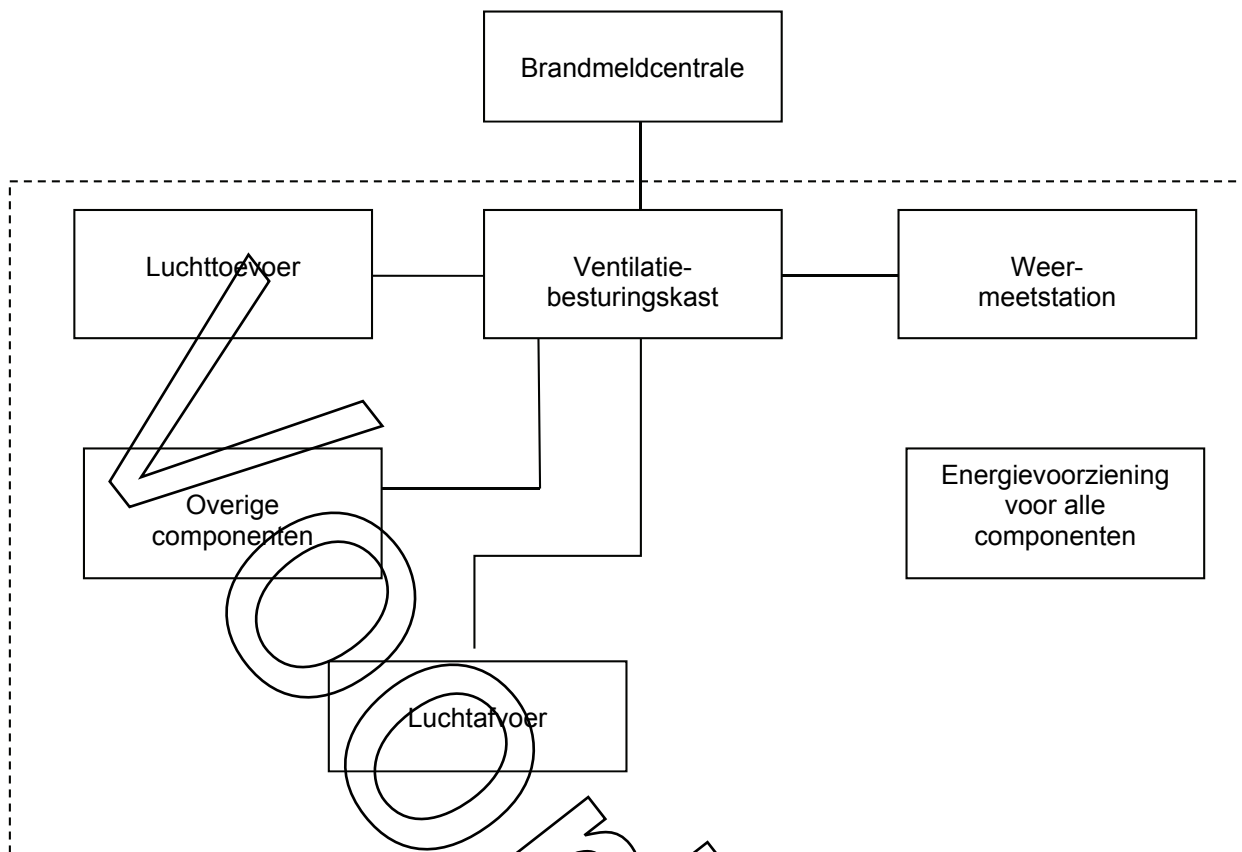 Brandmeldcentrale
Luchttoevoer
Ventilatie-
besturingskast
Weer-
meetstation
Overige
componenten
Energievoorziening
voor alle
componenten
Luchtafvoer